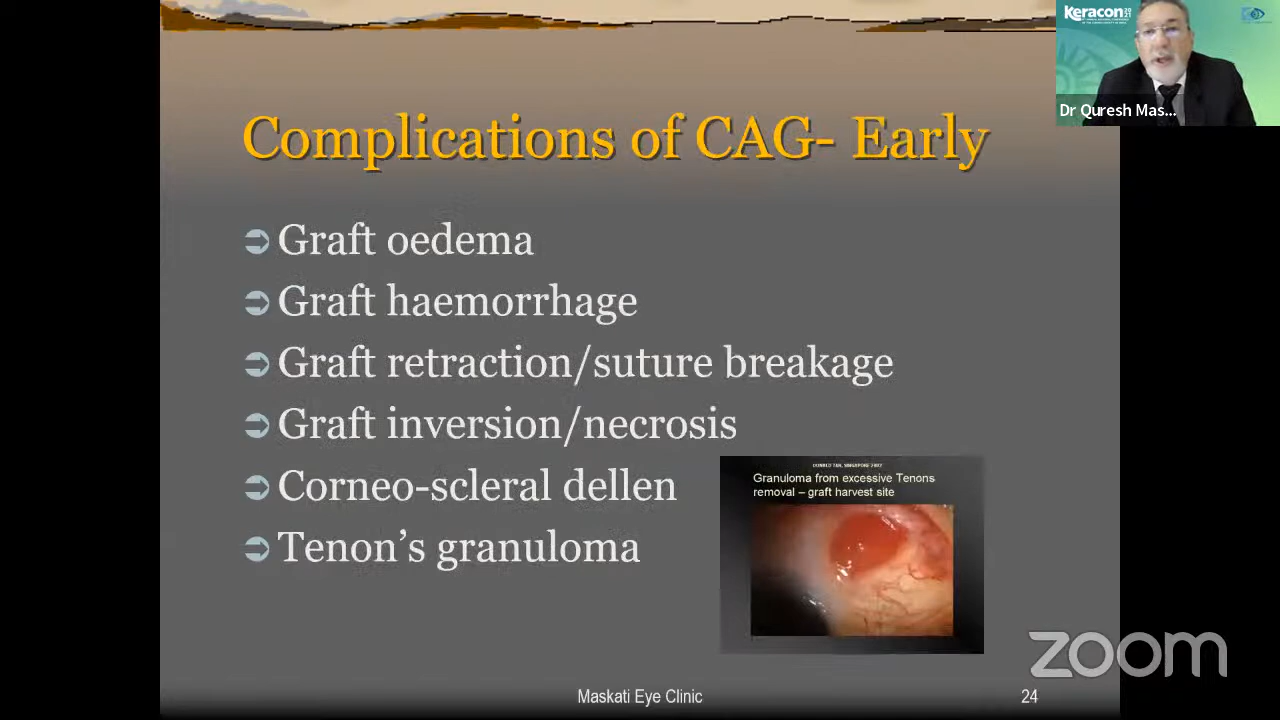 Keracon
Dr Quresh Mas...
Complications of CAG- Early
Graft oedema
Graft haemorrhage
Graft retraction/suture breakage
Graft inversion/necrosis
Corneo-scleral dellen
Tenon's granuloma
Granuloma from excessive Tenons
removal – graft harvest site
Maskati Eye Clinic
24
zoom